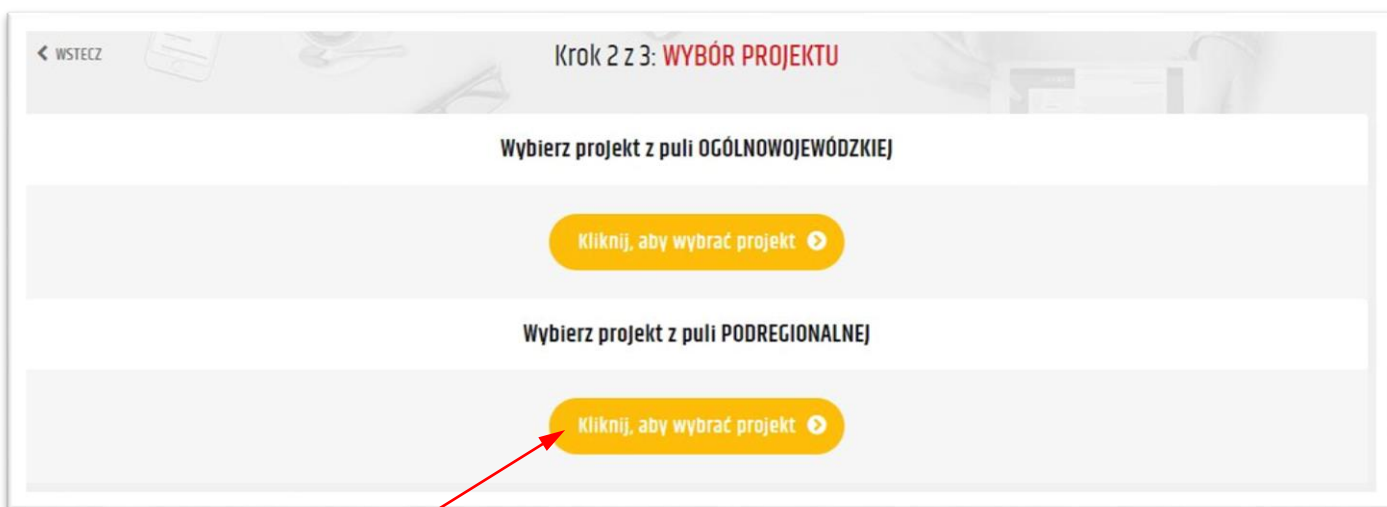 WSTECZ
Krok 2 z 3: WYBÓR PROJEKTU
Wybierz projekt z puli OGÓLNOWOJEWÓDZKIEJ
Kliknij, aby wybrać projekt
Wybierz projekt z puli PODREGIONALNEJ
Kliknij, aby wybrać projekt